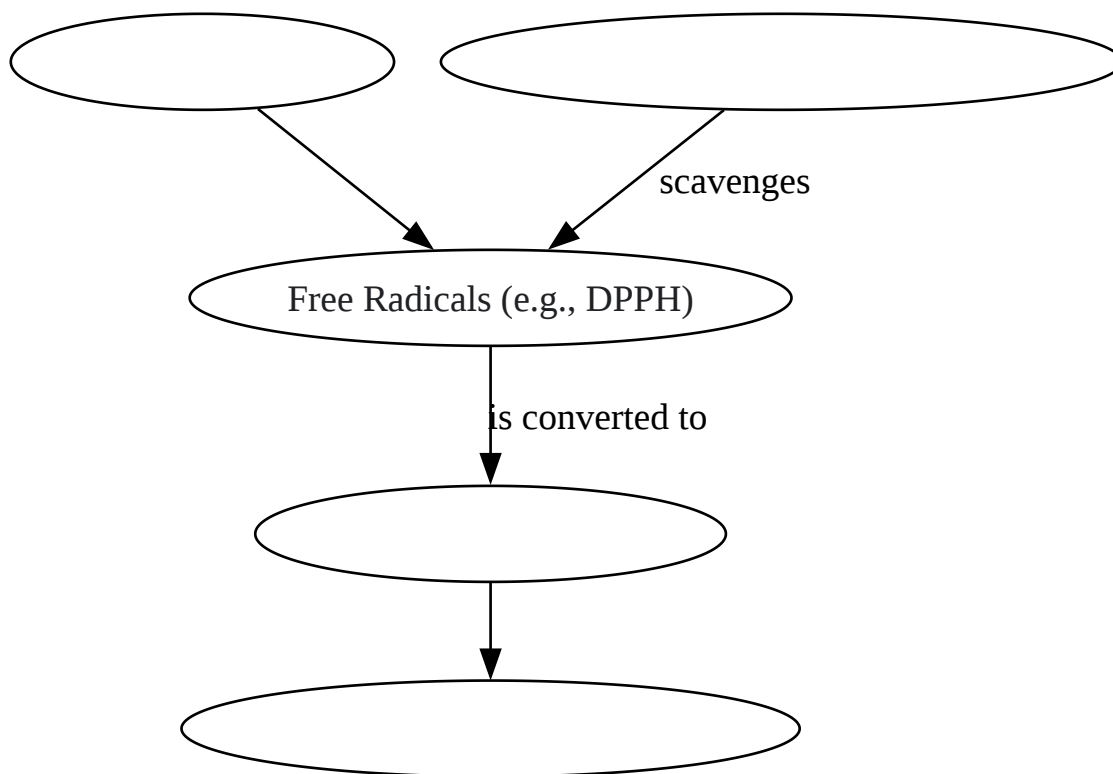 scavenges
Free Radicals (e.g., DPPH)
is converted to